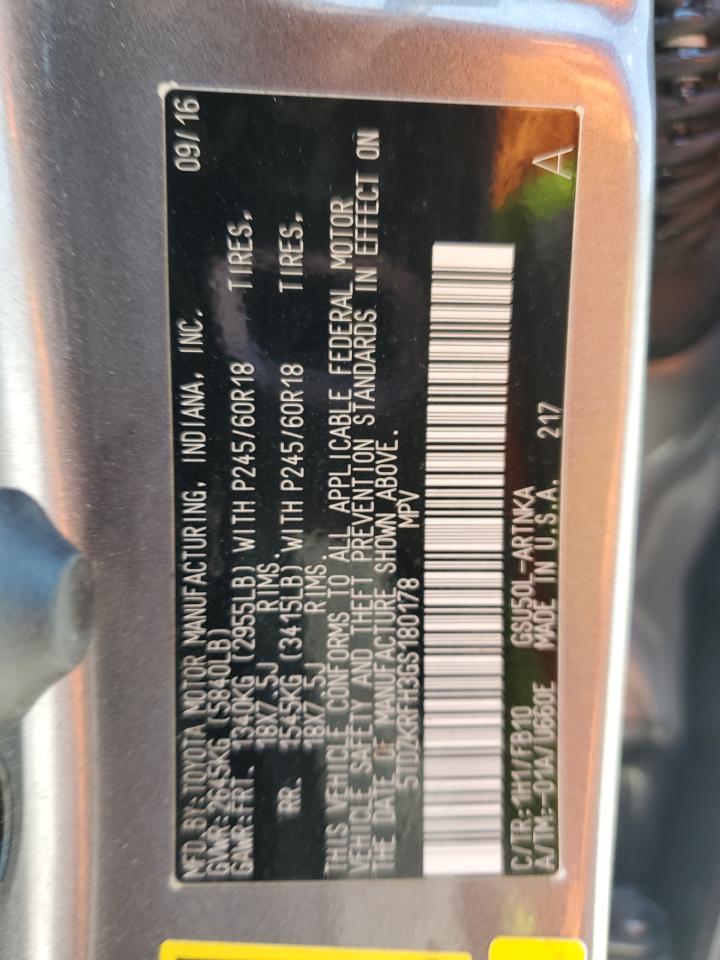 MFD.BY:TOYOTA MOTOR MANUFACTURING, INDIANA, INC. 09/16
GVWR:2645KG (5840LB)
GAWR:FRT. 1340KG (2955LB) WITH P245/60R18 TIRES,
18X7.5J RIMS.
RR. 1545KG (3415LB) WITH P245/60R18 TIRES,
18X7.5J RIMS.
THIS VEHICLE CONFORMS TO ALL APPLICABLE FEDERAL MOTOR
VEHICLE SAFETY AND THEFT PREVENTION STANDARDS IN EFFECT ON
THE DATE OF MANUFACTURE SHOWN ABOVE.
5TDZKRFH3GS180178 MPV
C/TR:1H1/FB10 GSU50L-ARTNKA
A/TM:-01A/U660E MADE IN U.S.A. 217 A